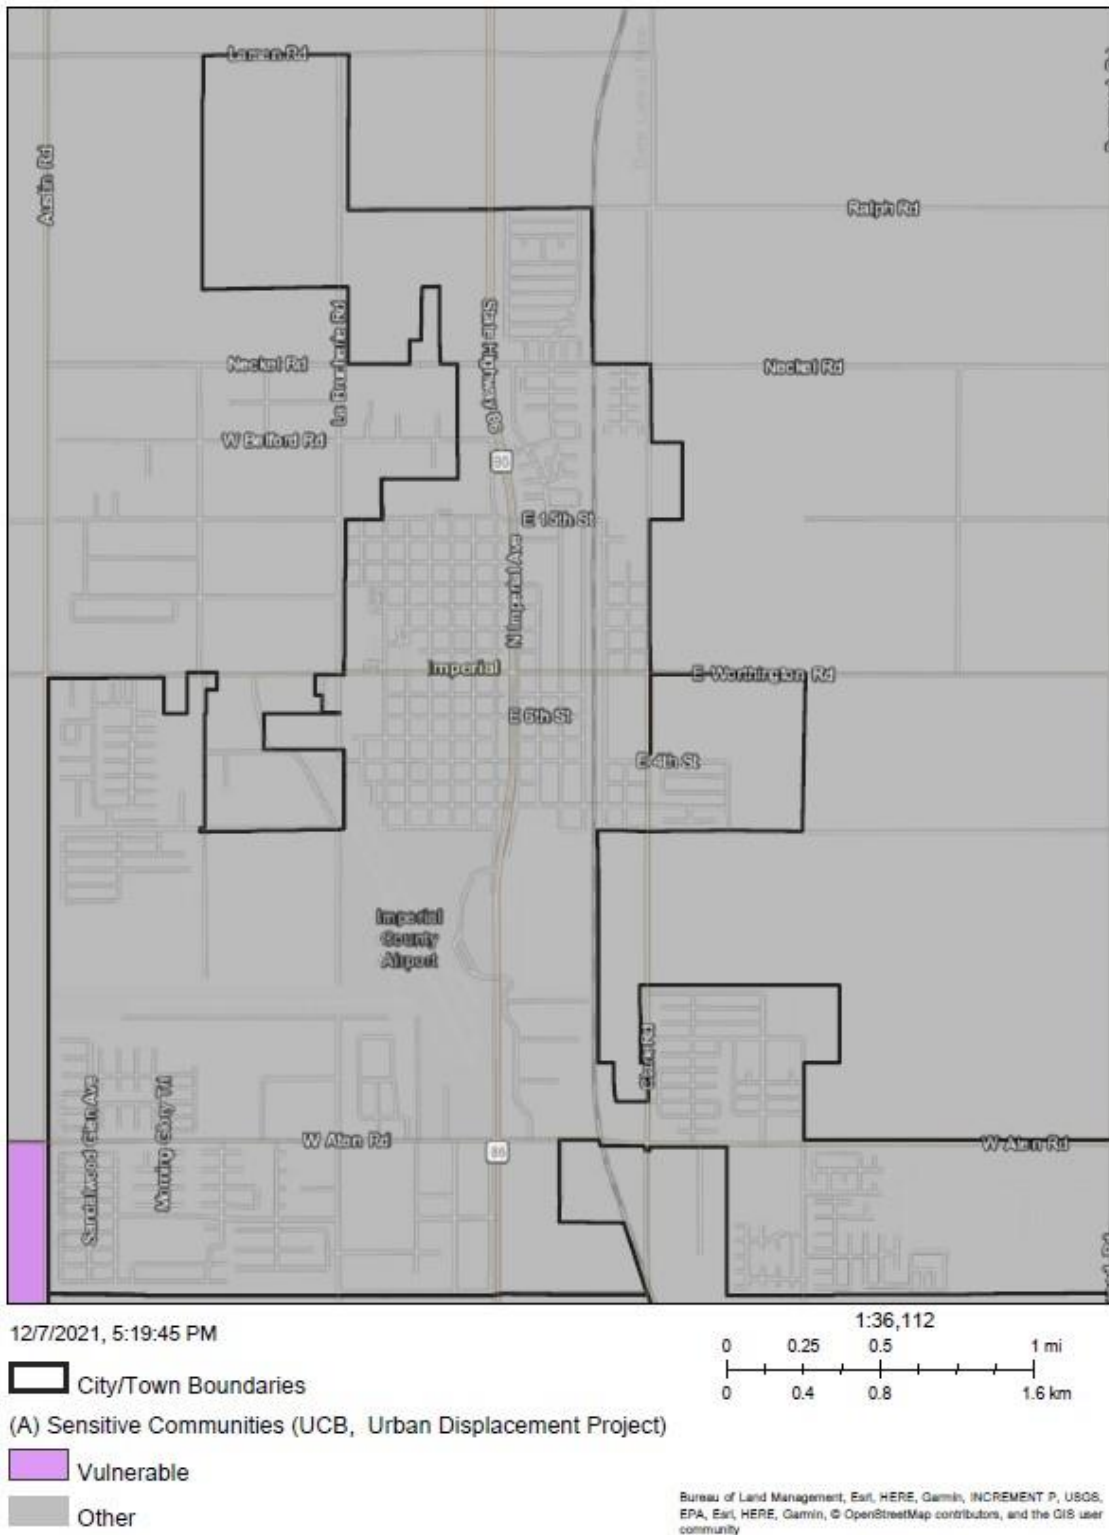 Lamen Rd
Austin Rd
Ralph Rd
La Brucherie Rd
State Highway 86
Neckel Rd
Neckel Rd
W Belford Rd
E 15th St
N Imperial Ave
Imperial
E Worthington Rd
E 6th St
E 4th St
Imperial
County
Airport
Clark Rd
Sandalwood Glen Ave
Morning Glory Trl
W Aten Rd
86
W Aten Rd
12/7/2021, 5:19:45 PM
1:36,112
0 0.25 0.5 1 mi
0 0.4 0.8 1.6 km
City/Town Boundaries
(A) Sensitive Communities (UCB, Urban Displacement Project)
Vulnerable
Other
Bureau of Land Management, Esri, HERE, Garmin, INCREMENT P, USGS,
EPA, Esri, HERE, Garmin, © OpenStreetMap contributors, and the GIS user
community